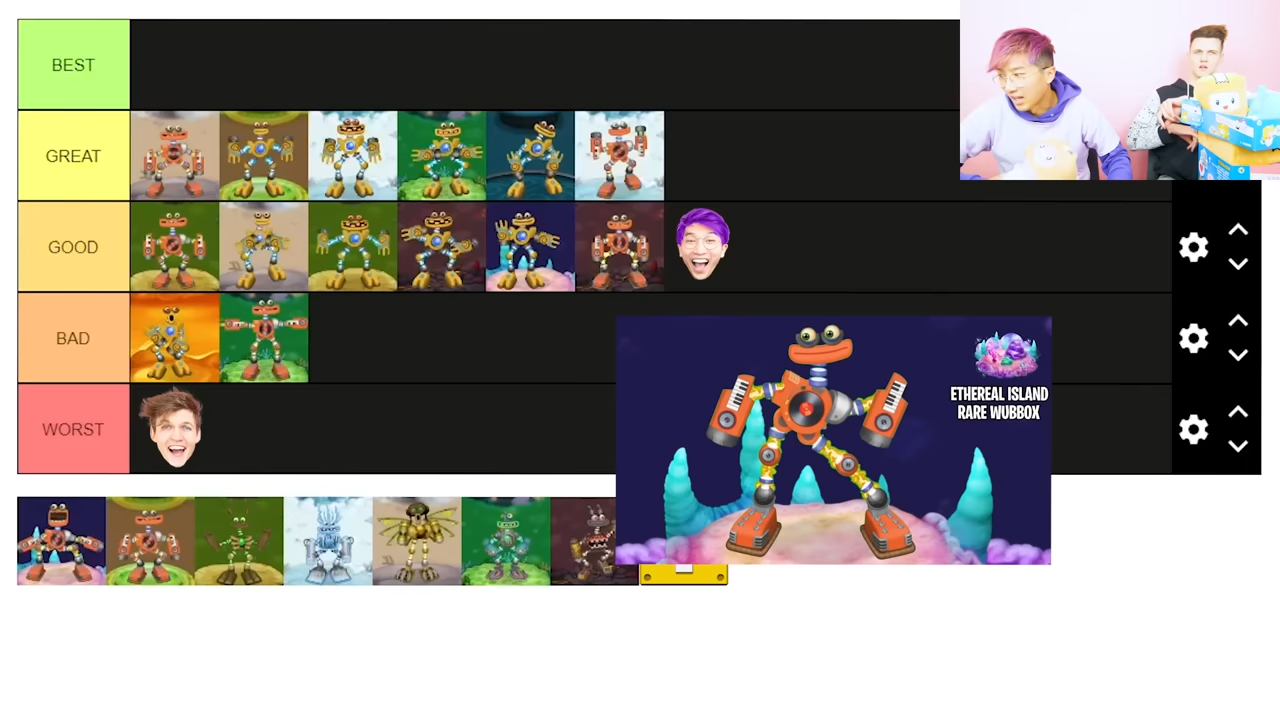 BEST
GREAT
GOOD
BAD
WORST
ETHEREAL ISLAND
RARE WUBBOX